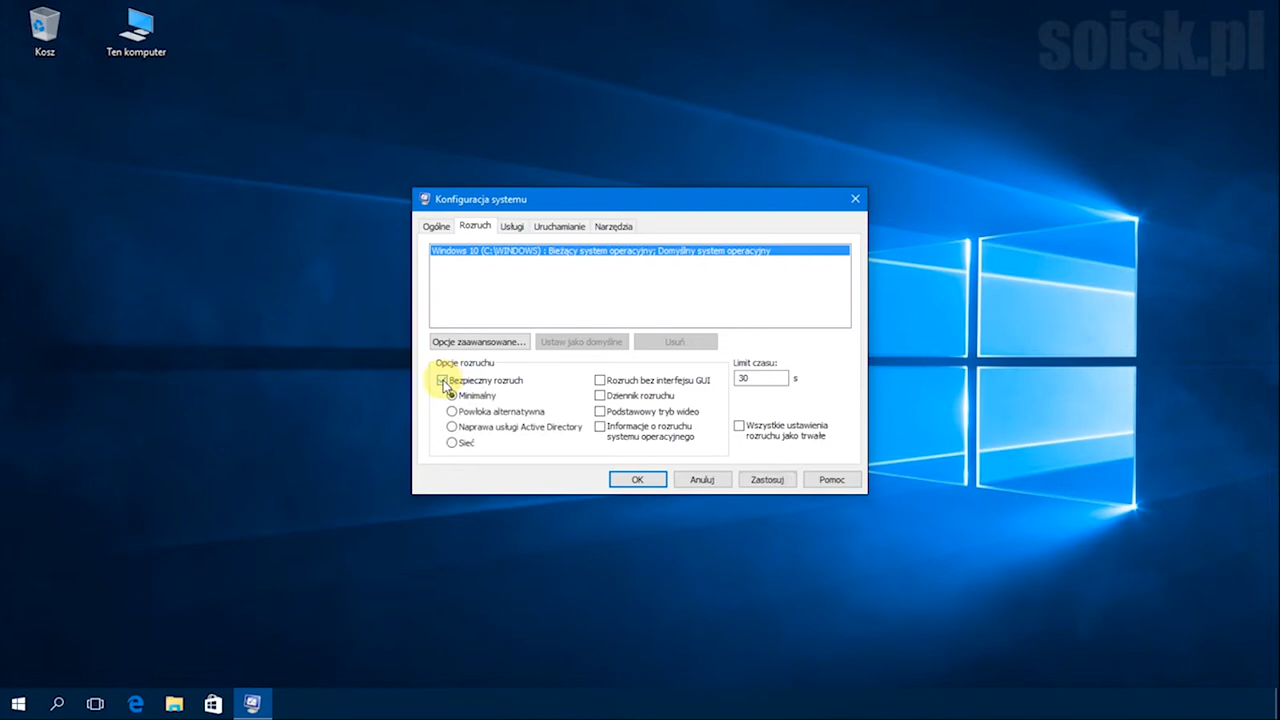 soisk.pl
Kosz
Ten komputer
Konfiguracja systemu
Ogólne Rozruch Usługi Uruchamianie Narzędzia
Windows 10 (C:\WINDOWS) : Bieżący system operacyjny; Domyślny system operacyjny
Opcje zaawansowane... Ustaw jako domyślne Usuń
Opcje rozruchu
Bezpieczny rozruch
Minimalny
Powłoka alternatywna
Naprawa usługi Active Directory
Sieć
Rozruch bez interfejsu GUI
Dziennik rozruchu
Podstawowy tryb wideo
Informacje o rozruchu
systemu operacyjnego
Limit czasu:
30 s
Wszystkie ustawienia
rozruchu jako trwałe
OK Anuluj Zastosuj Pomoc